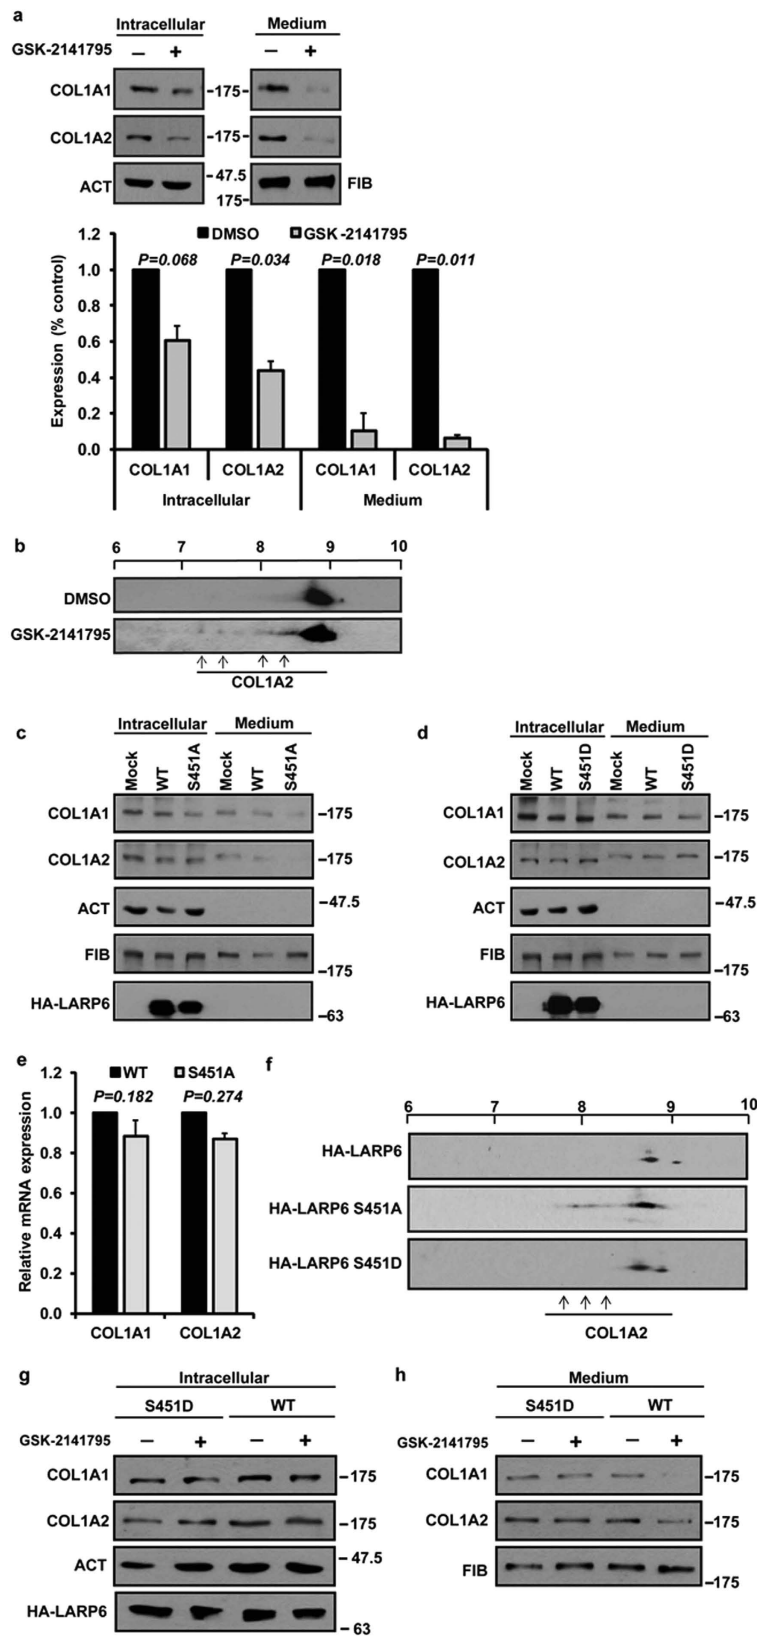 a
Intracellular Medium
GSK-2141795 – + – +
COL1A1 -175-
COL1A2 -175-
ACT - 47.5 FIB
175-
1.2 DMSO GSK-2141795
P=0.068 P=0.034 P=0.018 P=0.011
1.0
0.8
0.6
0.4
0.2
0.0
Expression (% control)
COL1A1 COL1A2 COL1A1 COL1A2
Intracellular Medium
b
6 7 8 9 10
DMSO
GSK-2141795
COL1A2
c
Intracellular Medium
Mock WT S451A Mock WT S451A
COL1A1 –175
COL1A2 –175
ACT –47.5
FIB
–175
HA-LARP6
–63
d
Intracellular Medium
Mock WT S451D Mock WT S451D
COL1A1 –175
COL1A2 –175
ACT –47.5
FIB
–175
HA-LARP6
–63
e
WT S451A
1.2
P=0.182 P=0.274
1.0
0.8
0.6
0.4
0.2
0.0
Relative mRNA expression
COL1A1 COL1A2
f
6 7 8 9 10
HA-LARP6
HA-LARP6 S451A
HA-LARP6 S451D
COL1A2
g
Intracellular
S451D WT
GSK-2141795 – + – +
COL1A1 –175
COL1A2 –175
ACT – 47.5
HA-LARP6
– 63
h
Medium
S451D WT
GSK-2141795 – + – +
COL1A1 –175
COL1A2 –175
FIB
–175